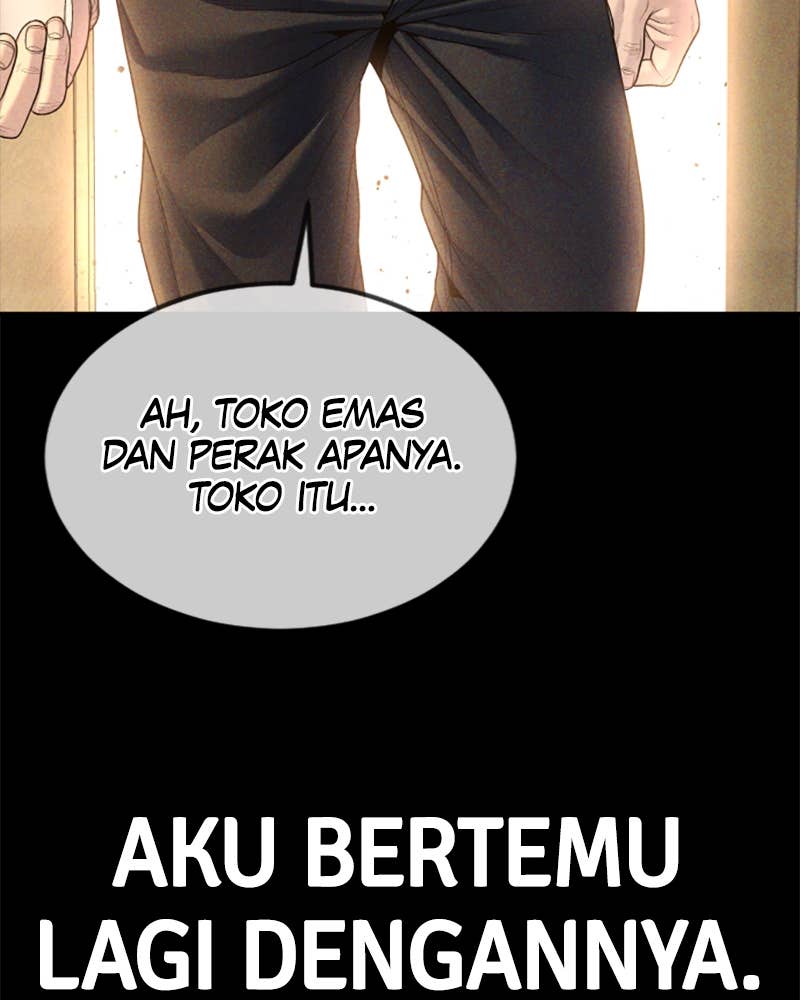 AH, TOKO EMAS
DAN PERAK APANYA.
TOKO ITU...
AKU BERTEMU
LAGI DENGANNYA.